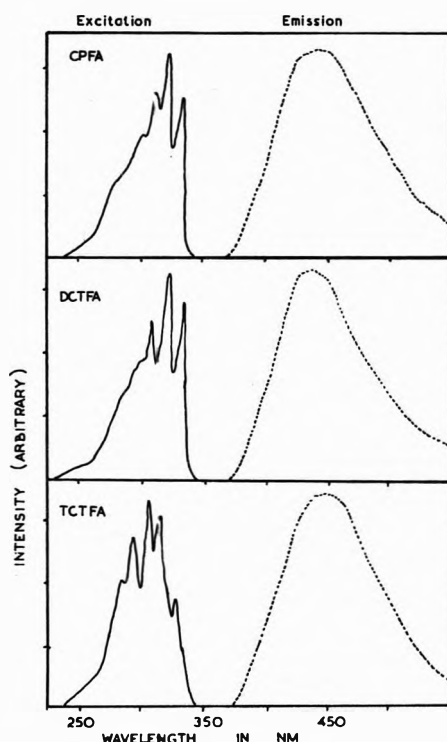 Excitation Emission
CPFA
DCTFA
TCTFA
INTENSITY (ARBITRARY)
250 350 450
WAVELENGTH IN NM